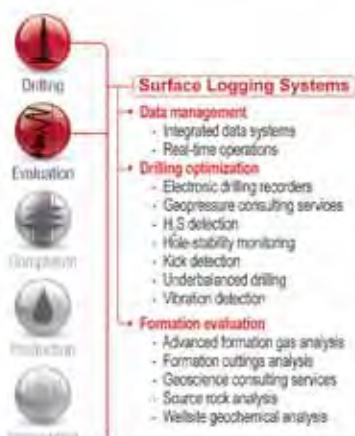 Drilling
Evaluation
Completion
Production
Surface Logging Systems
Data management
- Integrated data systems
- Real-time operations
Drilling optimization
- Electronic drilling recorders
- Geopressure consulting services
- H₂S detection
- Hole-stability monitoring
- Kick detection
- Underbalanced drilling
- Vibration detection
Formation evaluation
- Advanced formation gas analysis
- Formation cuttings analysis
- Geoscience consulting services
- Source rock analysis
- Wellsite geochemical analysis